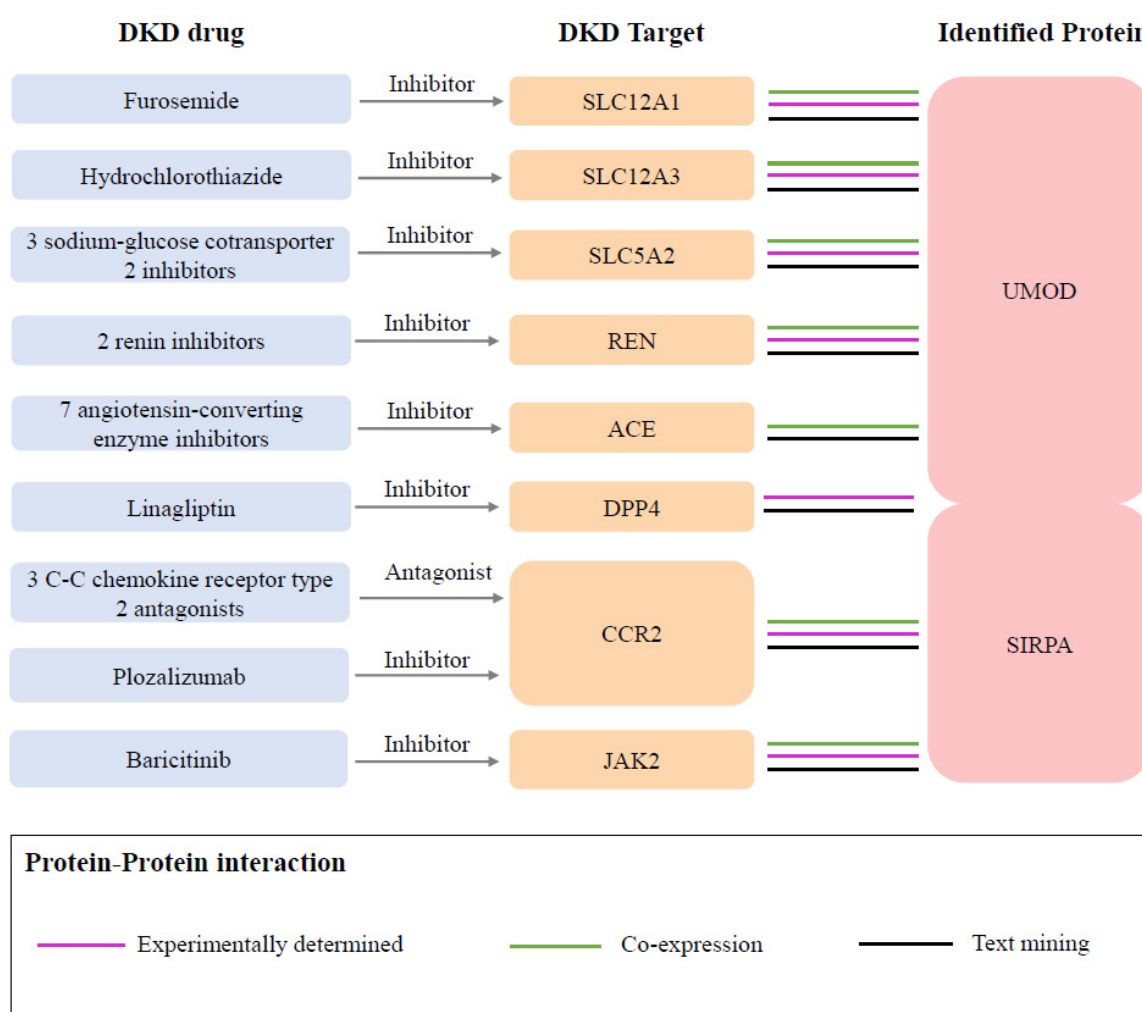 DKD drug
DKD Target
Identified Protein
Furosemide
Inhibitor
SLC12A1
Hydrochlorothiazide
Inhibitor
SLC12A3
3 sodium-glucose cotransporter
2 inhibitors
Inhibitor
SLC5A2
UMOD
2 renin inhibitors
Inhibitor
REN
7 angiotensin-converting
enzyme inhibitors
Inhibitor
ACE
Linagliptin
Inhibitor
DPP4
3 C-C chemokine receptor type
2 antagonists
Antagonist
CCR2
SIRPA
Plozalizumab
Inhibitor
Baricitinib
Inhibitor
JAK2
Protein-Protein interaction
Experimentally determined
Co-expression
Text mining